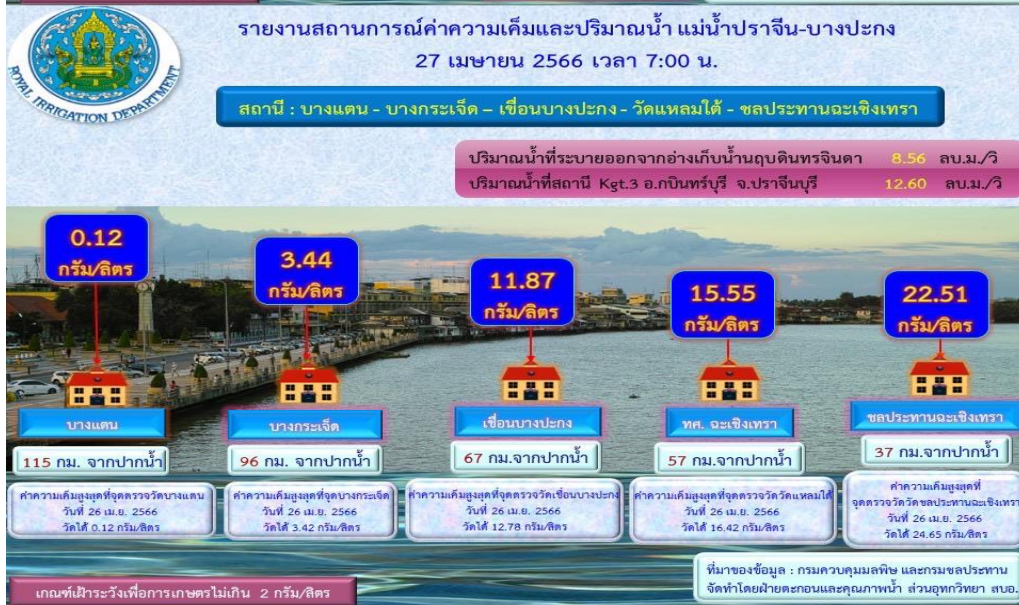 รายงานสถานการณ์ค่าความเค็มและปริมาณน้ำ แม่น้ำปราจีน-บางปะกง
27 เมษายน 2566 เวลา 7:00 น.
ROYAL IRRIGATION DEPARTMENT
สถานี : บางแตน - บางกระเจ็ด – เขื่อนบางปะกง - วัดแหลมใต้ - ชลประทานฉะเชิงเทรา
ปริมาณน้ำที่ระบายออกจากอ่างเก็บน้ำนฤบดินทรจินดา 8.56 ลบ.ม./วิ
ปริมาณน้ำที่สถานี Kgt.3 อ.กบินทร์บุรี จ.ปราจีนบุรี 12.60 ลบ.ม./วิ
0.12
กรัม/ลิตร
3.44
กรัม/ลิตร
11.87
กรัม/ลิตร
15.55
กรัม/ลิตร
22.51
กรัม/ลิตร
บางแตน
บางกระเจ็ด
เขื่อนบางปะกง
ทศ. ฉะเชิงเทรา
ชลประทานฉะเชิงเทรา
115 กม. จากปากน้ำ
96 กม. จากปากน้ำ
67 กม.จากปากน้ำ
57 กม.จากปากน้ำ
37 กม.จากปากน้ำ
ค่าความเค็มสูงสุดที่จุดตรวจวัดบางแตน
วันที่ 26 เม.ย. 2566
วัดได้ 0.12 กรัม/ลิตร
ค่าความเค็มสูงสุดที่จุดบางกระเจ็ด
วันที่ 26 เม.ย. 2566
วัดได้ 3.42 กรัม/ลิตร
ค่าความเค็มสูงสุดที่จุดตรวจวัดเขื่อนบางปะกง
วันที่ 26 เม.ย. 2566
วัดได้ 12.78 กรัม/ลิตร
ค่าความเค็มสูงสุดที่จุดตรวจวัดวัดแหลมใต้
วันที่ 26 เม.ย. 2566
วัดได้ 16.42 กรัม/ลิตร
ค่าความเค็มสูงสุดที่
จุดตรวจวัดวัดชลประทานฉะเชิงเทรา
วันที่ 26 เม.ย. 2566
วัดได้ 24.65 กรัม/ลิตร
เกณฑ์เฝ้าระวังเพื่อการเกษตรไม่เกิน 2 กรัม/ลิตร
ที่มาของข้อมูล : กรมควบคุมมลพิษ และกรมชลประทาน
จัดทำโดยฝ่ายตะกอนและคุณภาพน้ำ ส่วนอุทกวิทยา สบอ.